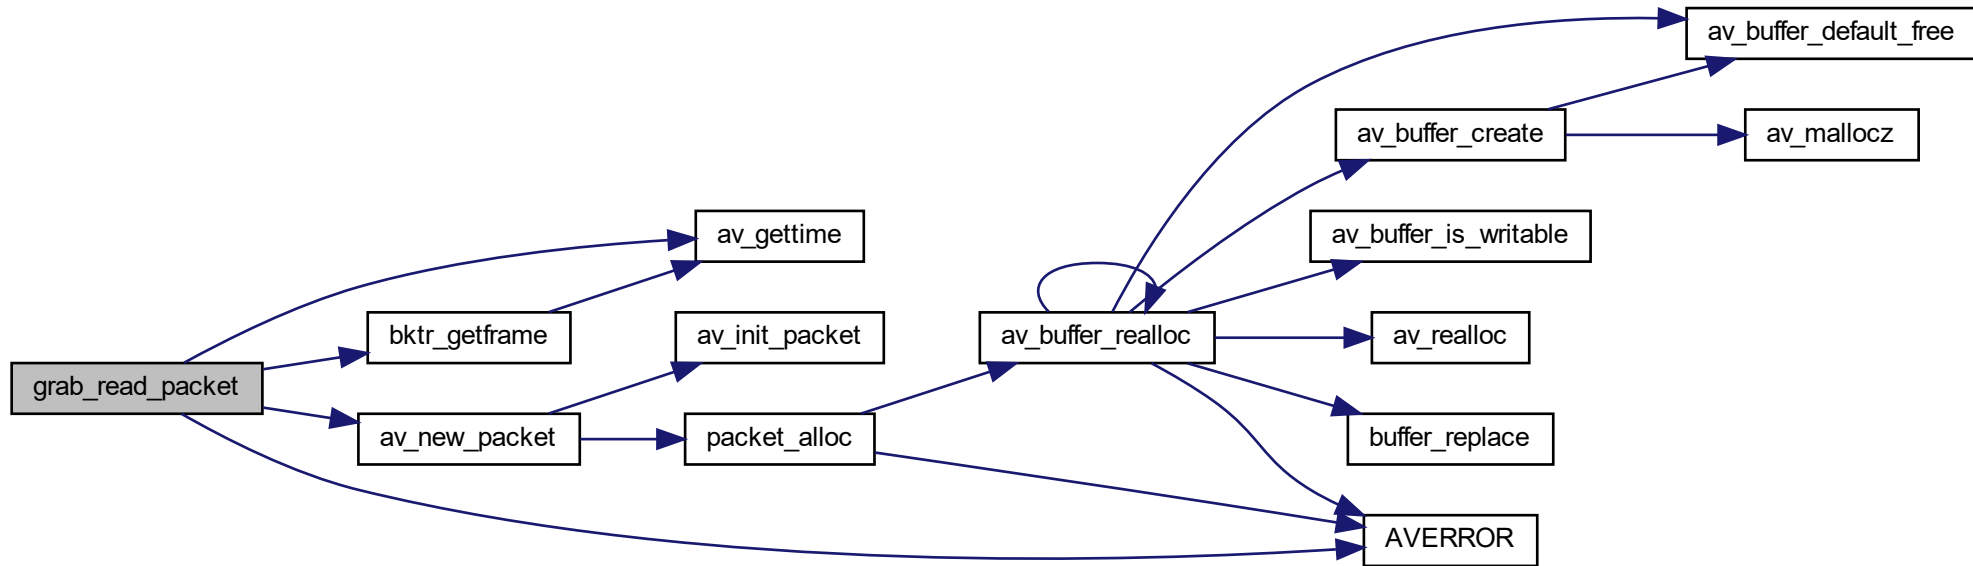 av_buffer_default_free
av_buffer_create
av_mallocz
av_gettime
av_buffer_is_writable
bktr_getframe
av_init_packet
av_buffer_realloc
av_realloc
grab_read_packet
av_new_packet
packet_alloc
buffer_replace
AVERROR